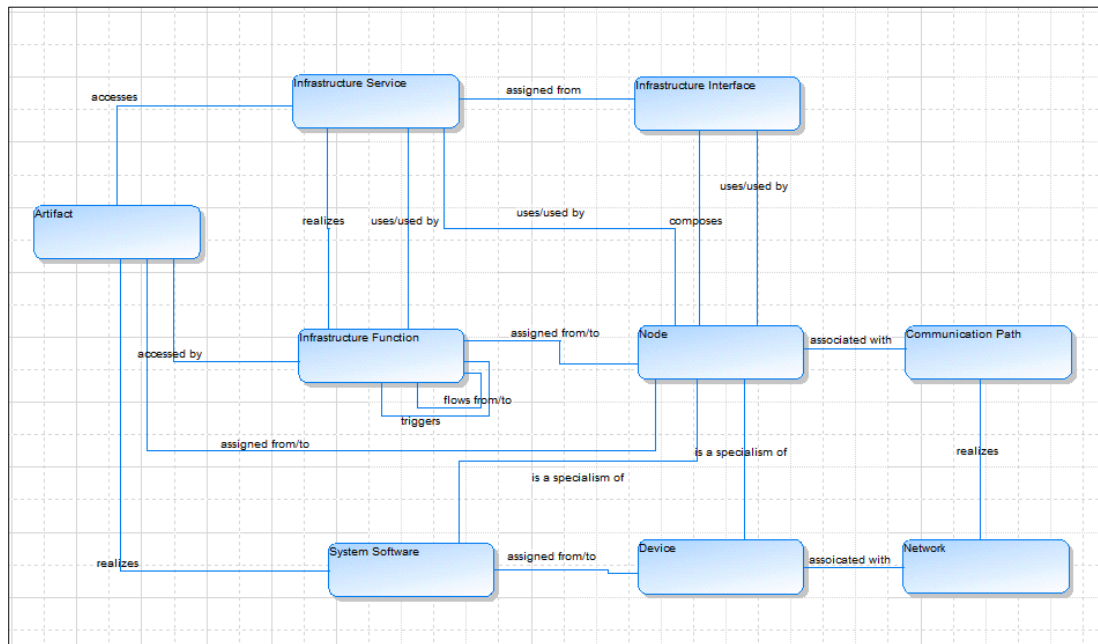 Infrastructure Service
Infrastructure Interface
accesses
assigned from
uses/used by
Artifact
realizes
uses/used by
uses/used by
composes
Infrastructure Function
assigned from/to
Node
associated with
Communication Path
accessed by
flows from/to
triggers
assigned from/to
is a specialism of
realizes
is a specialism of
System Software
assigned from/to
Device
assoicated with
Network
realizes